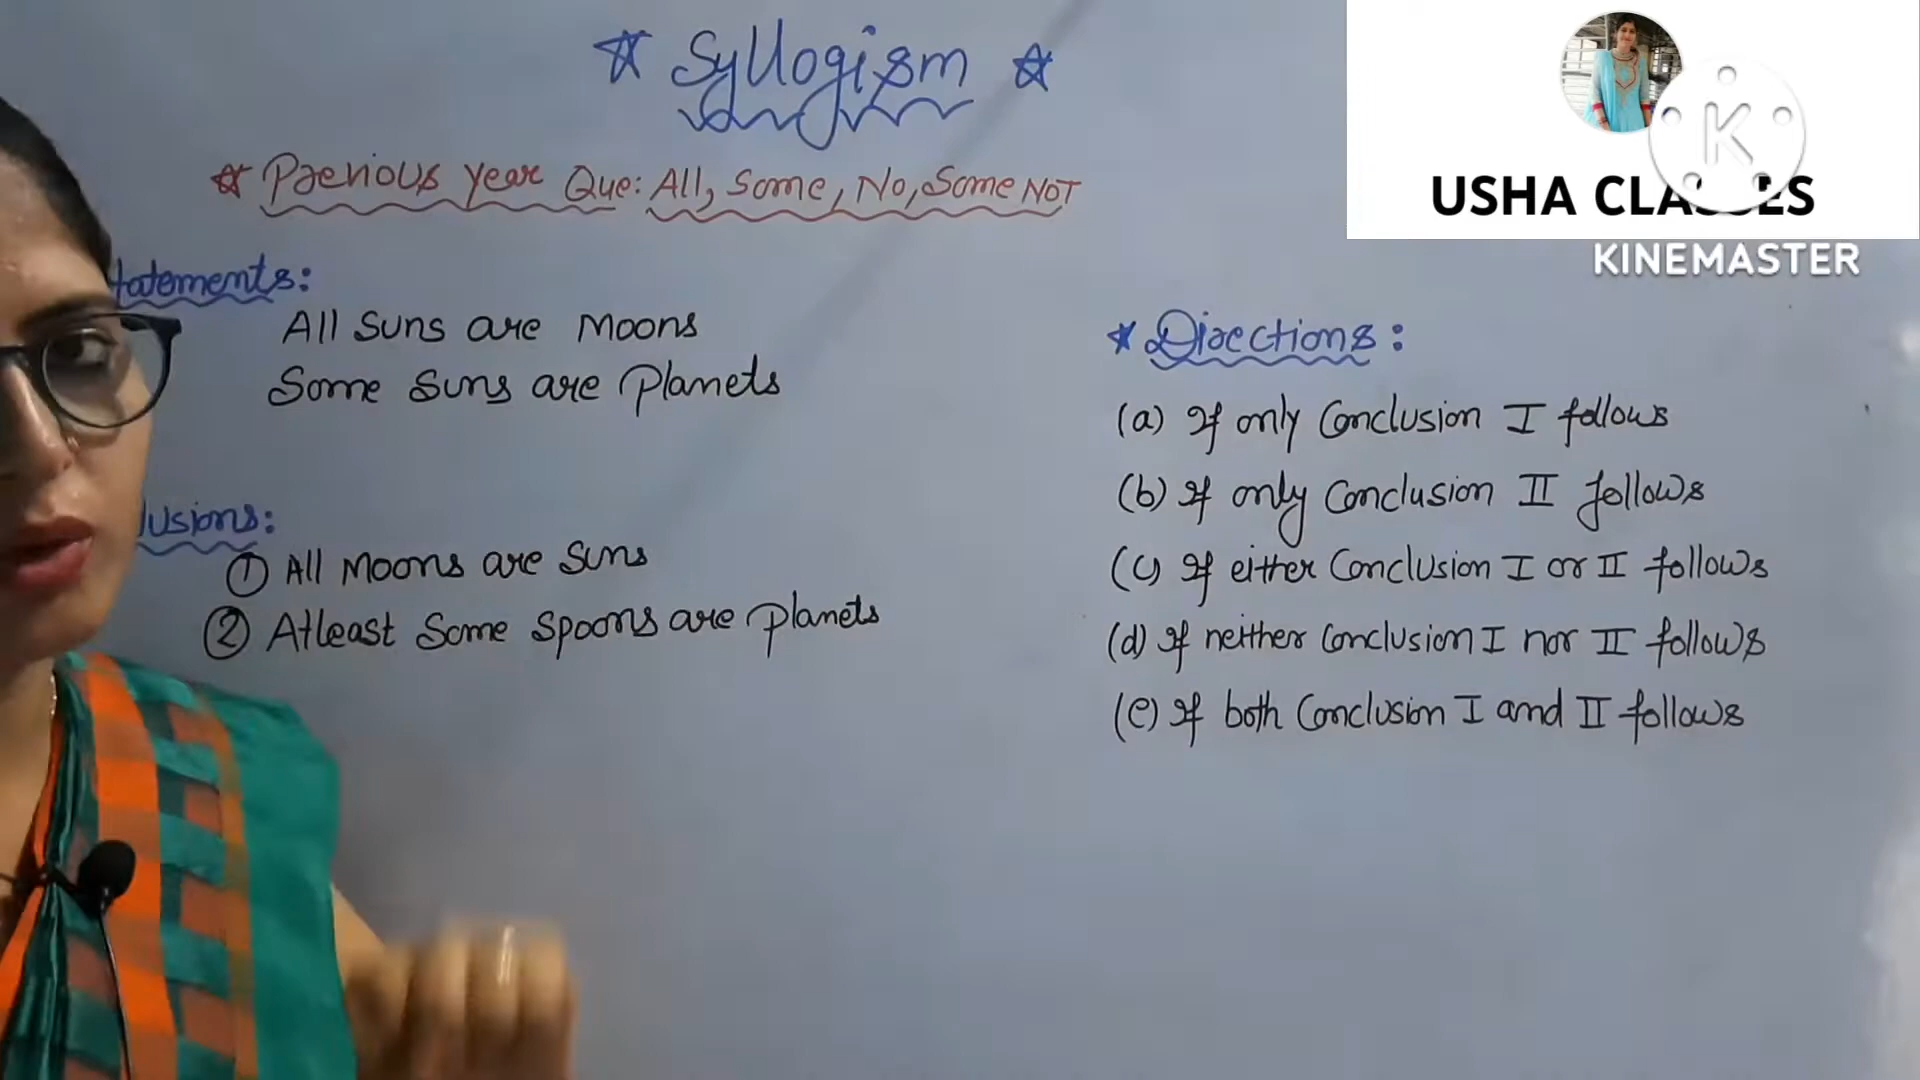 ☆ Syllogism ☆
☆ Previous year Que: All, Some, No, Some NOT
tatements:
All Suns are Moons
Some Suns are Planets
lusions:
① All Moons are Suns
② Atleast Some Spoons are Planets
☆ Directions:
(a) If only Conclusion I follows
(b) If only Conclusion II follows
(c) If either Conclusion I or II follows
(d) If neither Conclusion I nor II follows
(e) If both Conclusion I and II follows
USHA CLASSES
K
KINEMASTER